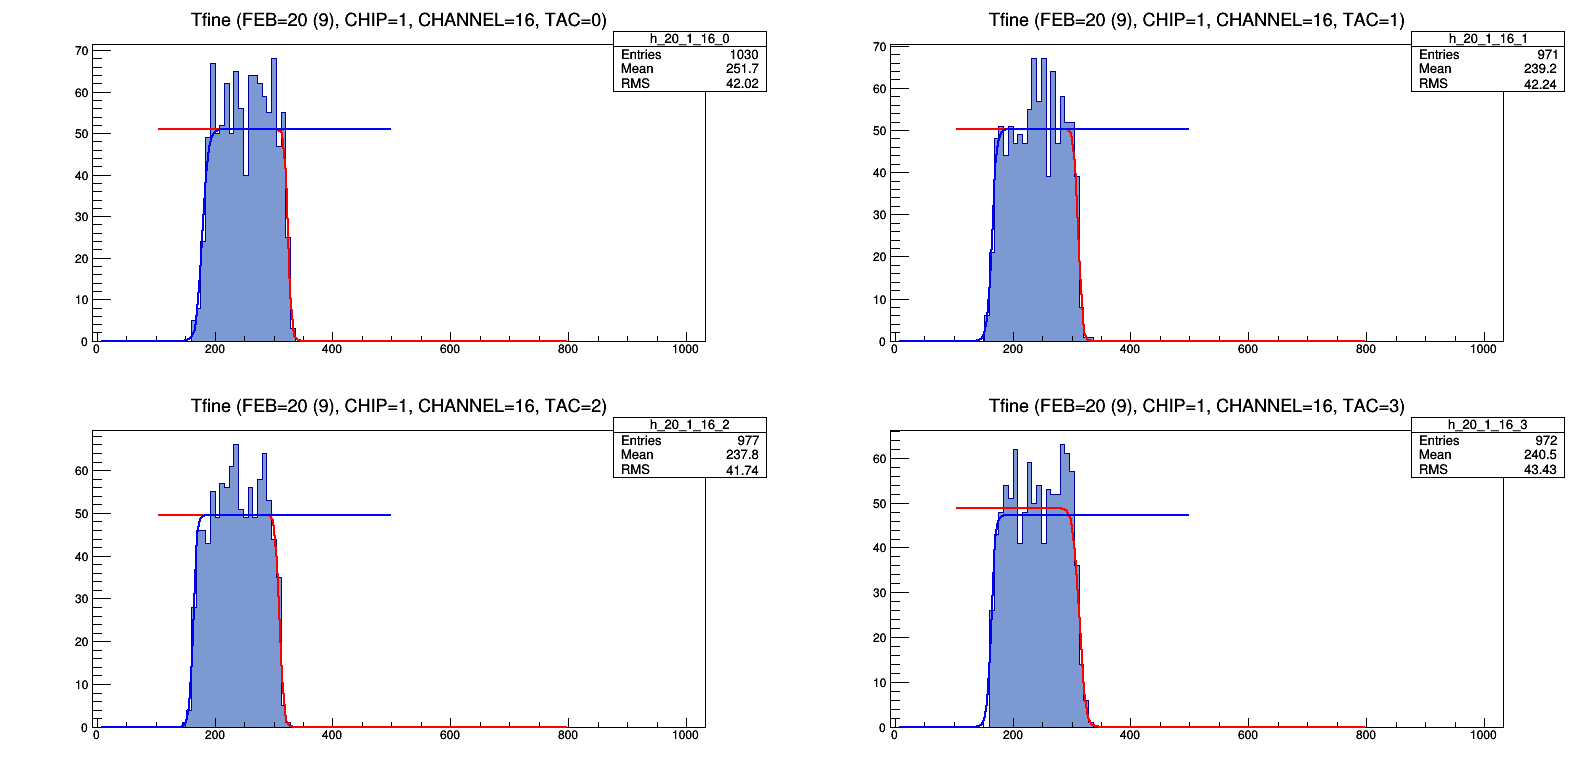 Tfine (FEB=20 (9), CHIP=1, CHANNEL=16, TAC=0)
h_20_1_16_0
Entries 1030
Mean 251.7
RMS 42.02
70
60
50
40
30
20
10
0
0 200 400 600 800 1000
Tfine (FEB=20 (9), CHIP=1, CHANNEL=16, TAC=1)
h_20_1_16_1
Entries 971
Mean 239.2
RMS 42.24
70
60
50
40
30
20
10
0
0 200 400 600 800 1000
Tfine (FEB=20 (9), CHIP=1, CHANNEL=16, TAC=2)
h_20_1_16_2
Entries 977
Mean 237.8
RMS 41.74
60
50
40
30
20
10
0
0 200 400 600 800 1000
Tfine (FEB=20 (9), CHIP=1, CHANNEL=16, TAC=3)
h_20_1_16_3
Entries 972
Mean 240.5
RMS 43.43
60
50
40
30
20
10
0
0 200 400 600 800 1000